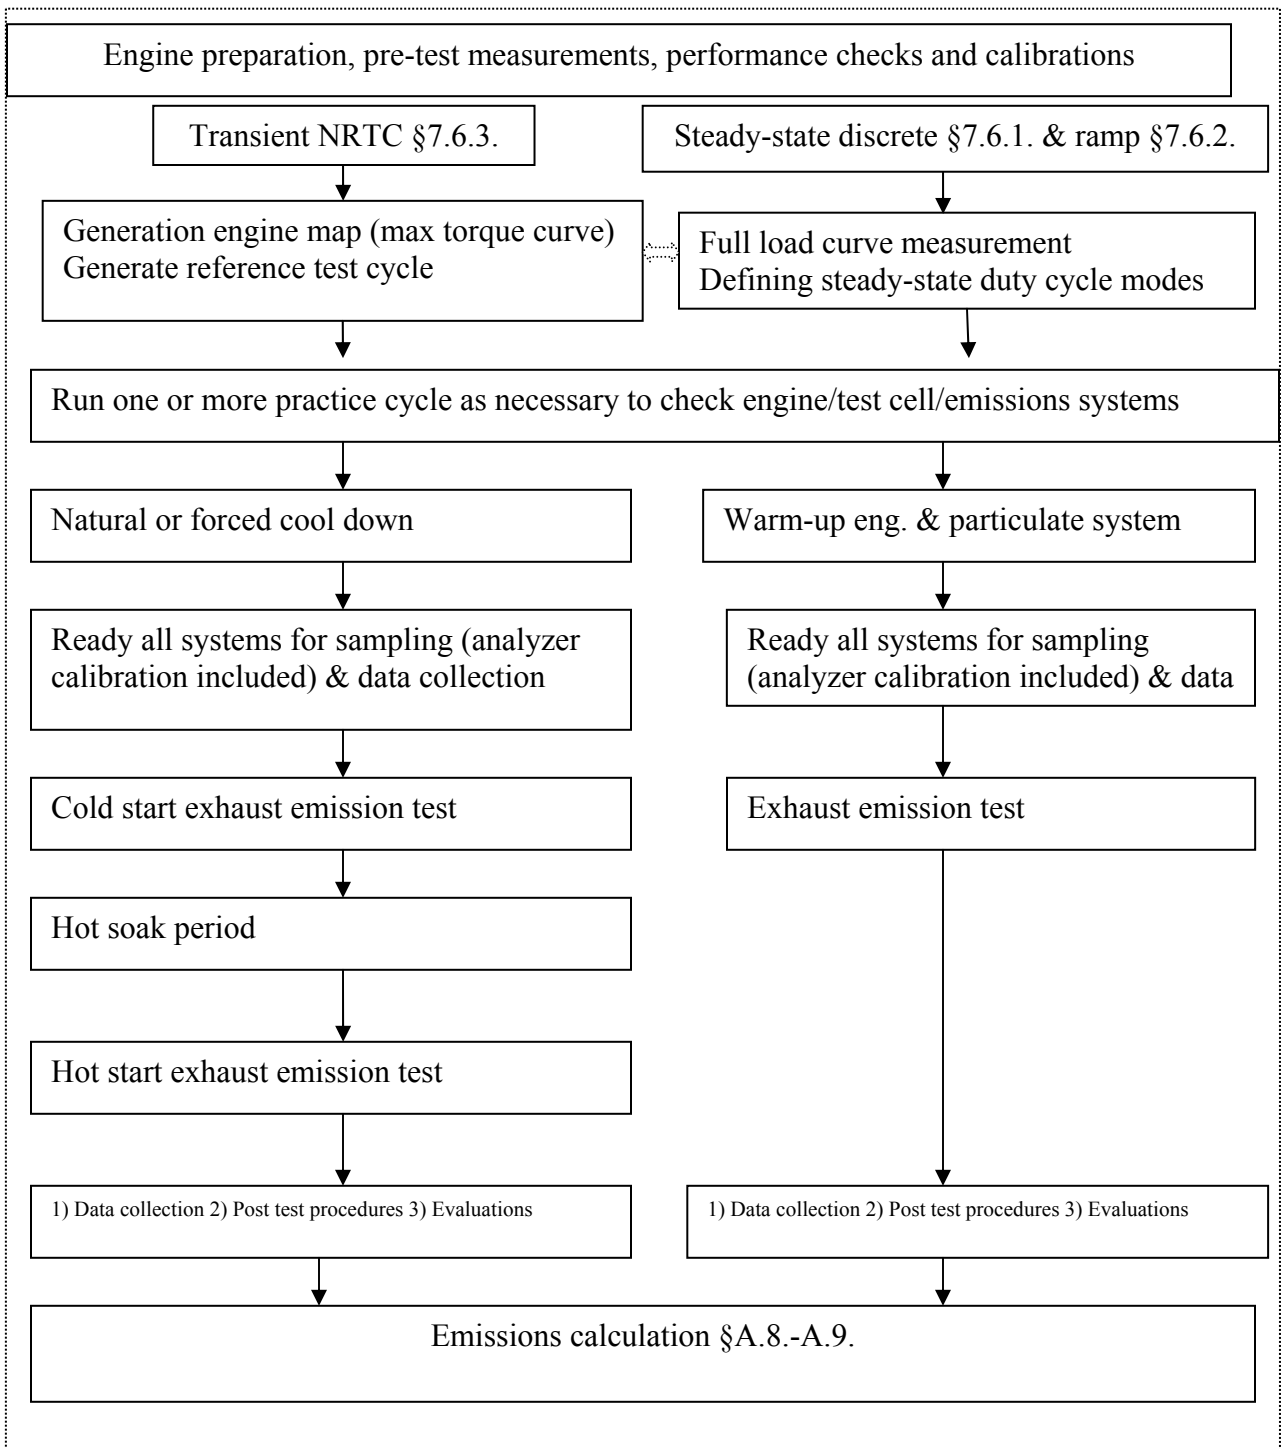 Engine preparation, pre-test measurements, performance checks and calibrations
Transient NRTC §7.6.3.
Steady-state discrete §7.6.1. & ramp §7.6.2.
Generation engine map (max torque curve)
Generate reference test cycle
Full load curve measurement
Defining steady-state duty cycle modes
Run one or more practice cycle as necessary to check engine/test cell/emissions systems
Natural or forced cool down
Warm-up eng. & particulate system
Ready all systems for sampling (analyzer
calibration included) & data collection
Ready all systems for sampling
(analyzer calibration included) & data
Cold start exhaust emission test
Exhaust emission test
Hot soak period
Hot start exhaust emission test
1) Data collection 2) Post test procedures 3) Evaluations
1) Data collection 2) Post test procedures 3) Evaluations
Emissions calculation §A.8.-A.9.